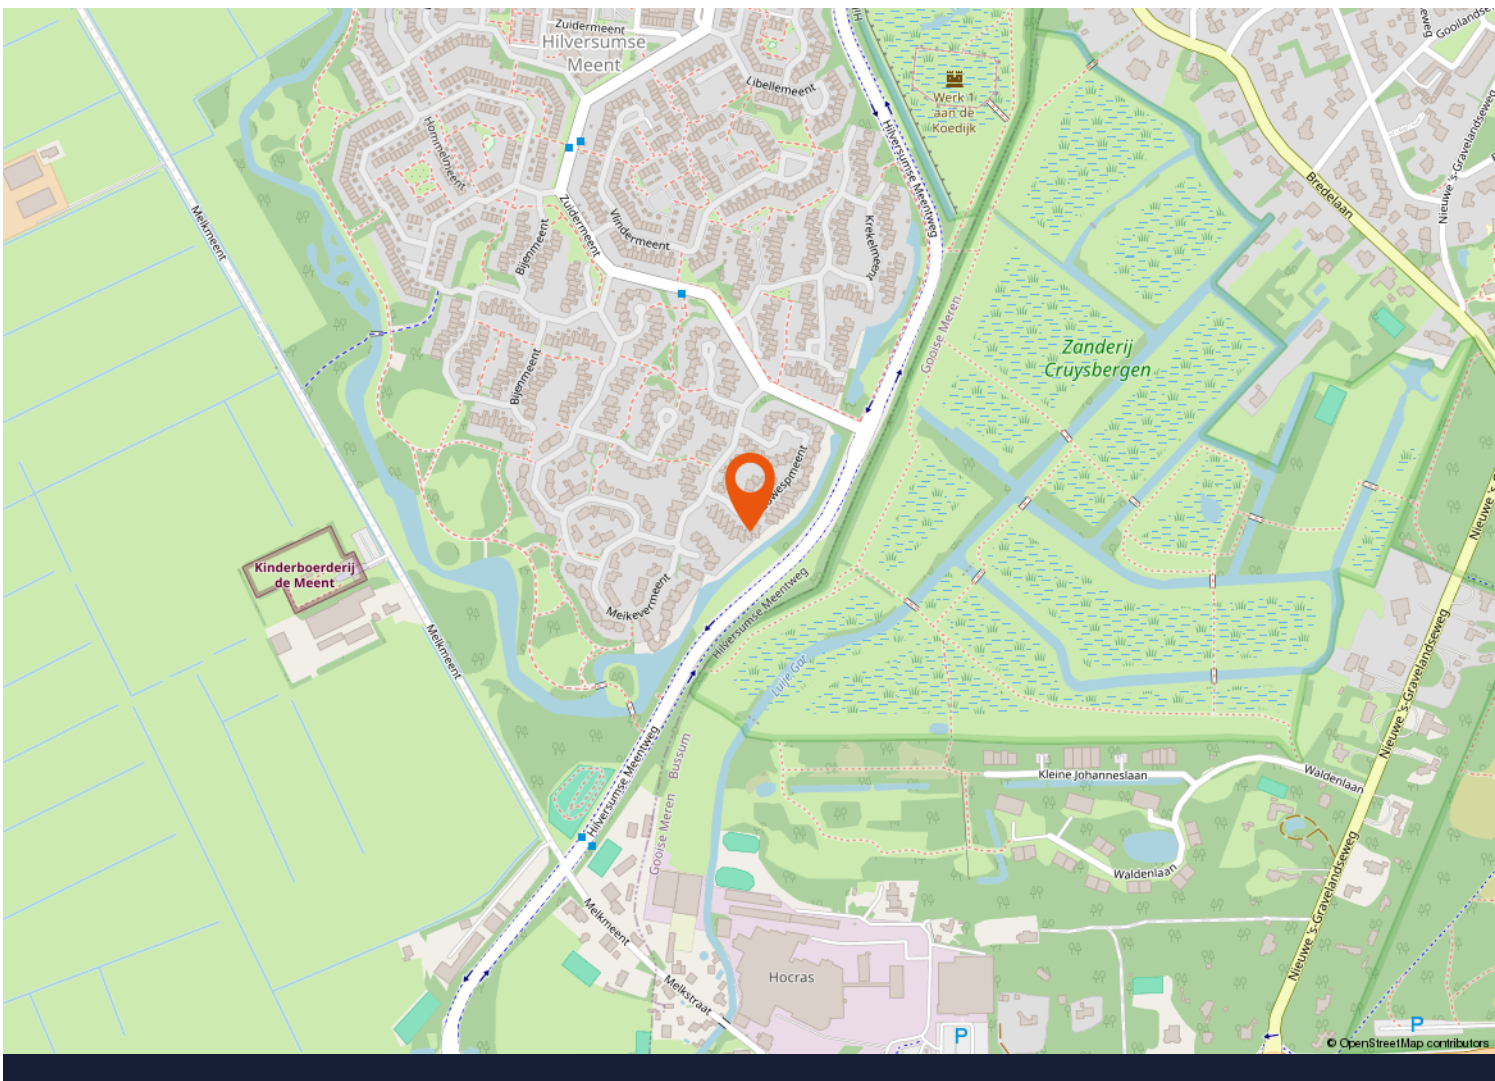 Zuidermeent
Hilversumse
Meent
Libellemeent
Hommelmeent
Werk 1
aan de
Koedijk
Hilversumse Meentweg
Bredelaan
Nieuwe 's-Gravelandseweg
Melkmeent
Zuidermeent
Vlindermeent
Bijenmeent
Krekelmeent
Gooise Meren
Zanderij
Cruysbergen
Bijenmeent
wespmeent
Kinderboerderij
de Meent
Meikevermeent
Melkmeent
Hilversumse Meentweg
Luije Gat
Nieuwe 's-Gravelandseweg
Hilversumse Meentweg
Bussum
Gooise Meren
Kleine Johanneslaan
Waldenlaan
Waldenlaan
Nieuwe 's-Gravelandseweg
Melkmeent
Hocras
Melkstraat
P
P
© OpenStreetMap contributors